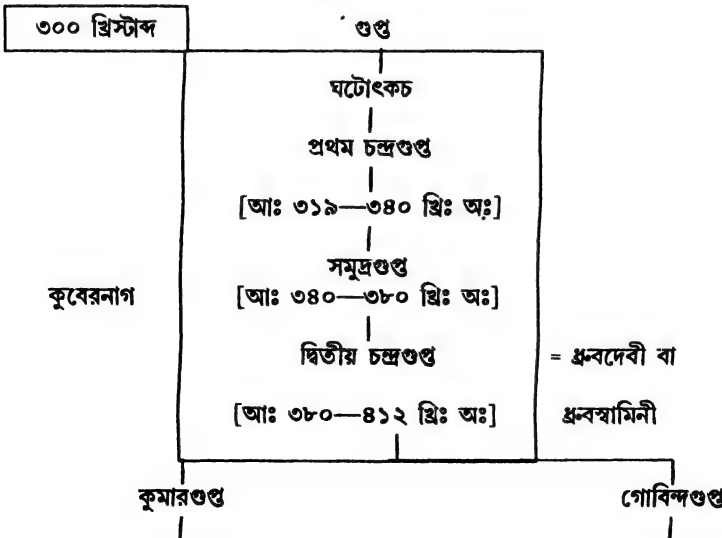 ৩০০ খ্রিস্টাব্দ গুপ্ত
ঘটোৎকচ
প্রথম চন্দ্রগুপ্ত
[আঃ ৩১৯—৩৪০ খ্রিঃ অঃ]
সমুদ্রগুপ্ত
কুবেরনাগ [আঃ ৩৪০—৩৮০ খ্রিঃ অঃ]
দ্বিতীয় চন্দ্রগুপ্ত = ধ্রুবদেবী বা
[আঃ ৩৮০—৪১২ খ্রিঃ অঃ] ধ্রুবস্বামিনী
কুমারগুপ্ত গোবিন্দগুপ্ত